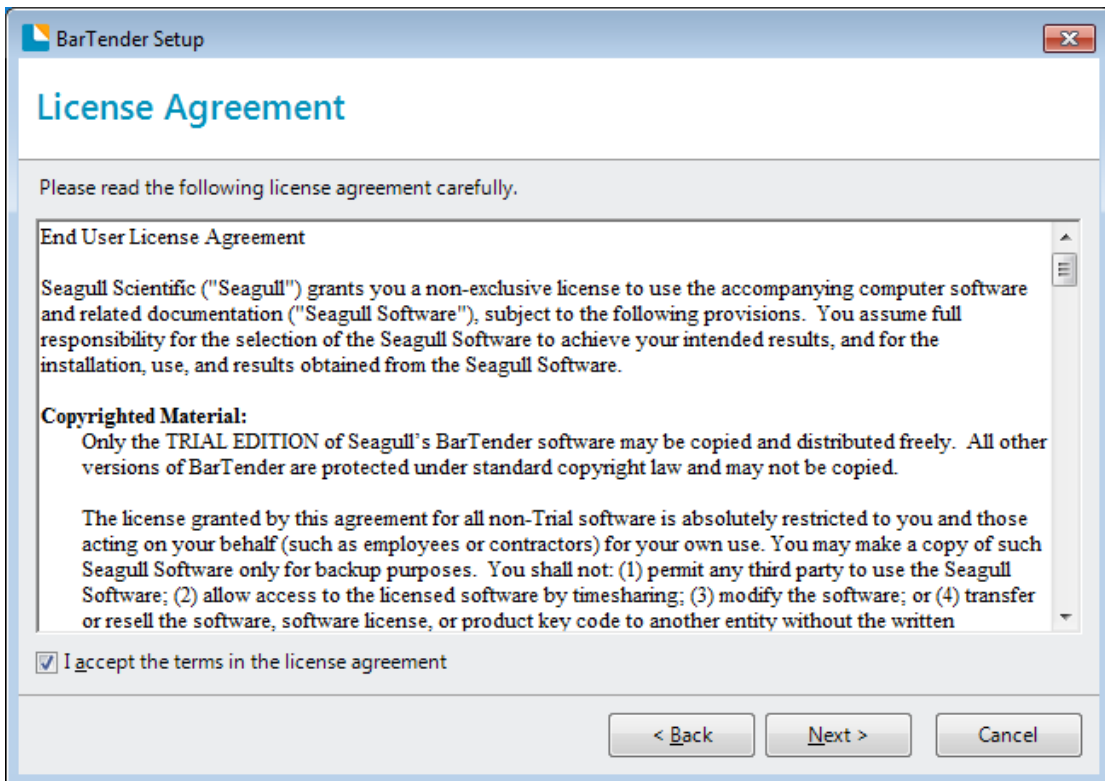 BarTender Setup
License Agreement
Please read the following license agreement carefully.
End User License Agreement
Seagull Scientific ("Seagull") grants you a non-exclusive license to use the accompanying computer software
and related documentation ("Seagull Software"), subject to the following provisions.  You assume full
responsibility for the selection of the Seagull Software to achieve your intended results, and for the
installation, use, and results obtained from the Seagull Software.
Copyrighted Material:
Only the TRIAL EDITION of Seagull’s BarTender software may be copied and distributed freely.  All other
versions of BarTender are protected under standard copyright law and may not be copied.
The license granted by this agreement for all non-Trial software is absolutely restricted to you and those
acting on your behalf (such as employees or contractors) for your own use. You may make a copy of such
Seagull Software only for backup purposes.  You shall not: (1) permit any third party to use the Seagull
Software; (2) allow access to the licensed software by timesharing; (3) modify the software; or (4) transfer
or resell the software, software license, or product key code to another entity without the written
I accept the terms in the license agreement
< Back
Next >
Cancel